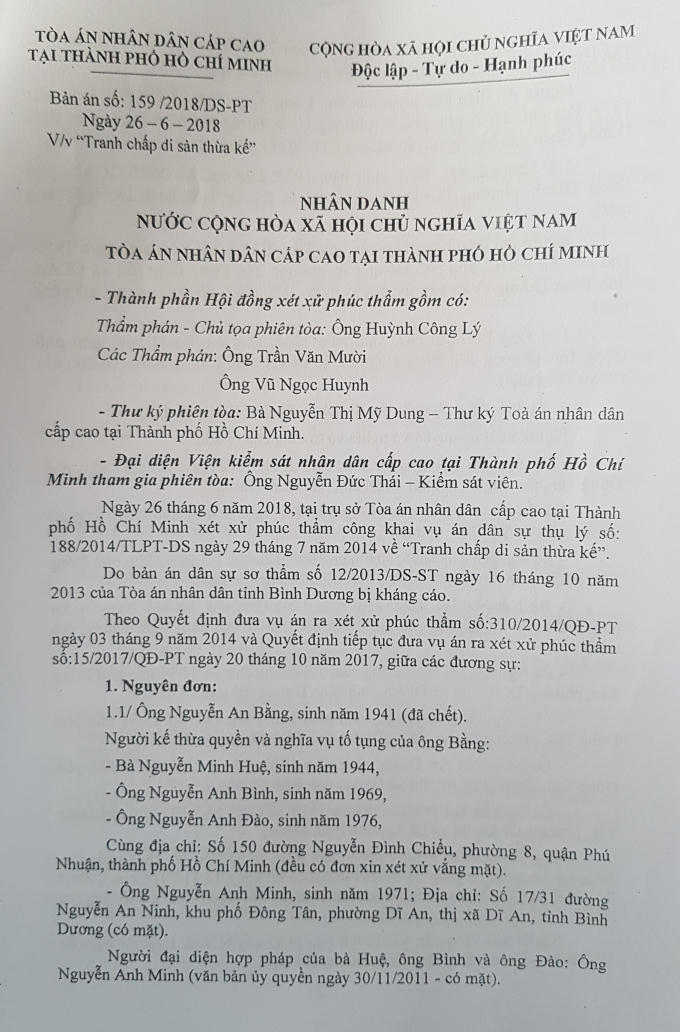 TÒA ÁN NHÂN DÂN CẤP CAO
TẠI THÀNH PHỐ HỒ CHÍ MINH
CỘNG HÒA XÃ HỘI CHỦ NGHĨA VIỆT NAM
Độc lập - Tự do - Hạnh phúc
Bản án số: 159 /2018/DS-PT
Ngày 26 – 6 – 2018
V/v “Tranh chấp di sản thừa kế”
NHÂN DANH
NƯỚC CỘNG HÒA XÃ HỘI CHỦ NGHĨA VIỆT NAM
TÒA ÁN NHÂN DÂN CẤP CAO TẠI THÀNH PHỐ HỒ CHÍ MINH
- Thành phần Hội đồng xét xử phúc thẩm gồm có:
Thẩm phán - Chủ tọa phiên tòa: Ông Huỳnh Công Lý
Các Thẩm phán: Ông Trần Văn Mười
Ông Vũ Ngọc Huynh
- Thư ký phiên tòa: Bà Nguyễn Thị Mỹ Dung – Thư ký Toà án nhân dân
cấp cao tại Thành phố Hồ Chí Minh.
- Đại diện Viện kiểm sát nhân dân cấp cao tại Thành phố Hồ Chí
Minh tham gia phiên tòa: Ông Nguyễn Đức Thái – Kiểm sát viên.
Ngày 26 tháng 6 năm 2018, tại trụ sở Tòa án nhân dân cấp cao tại Thành
phố Hồ Chí Minh xét xử phúc thẩm công khai vụ án dân sự thụ lý số:
188/2014/TLPT-DS ngày 29 tháng 7 năm 2014 về “Tranh chấp di sản thừa kế”.
Do bản án dân sự sơ thẩm số 12/2013/DS-ST ngày 16 tháng 10 năm
2013 của Tòa án nhân dân tỉnh Bình Dương bị kháng cáo.
Theo Quyết định đưa vụ án ra xét xử phúc thẩm số:310/2014/QĐ-PT
ngày 03 tháng 9 năm 2014 và Quyết định tiếp tục đưa vụ án ra xét xử phúc thẩm
số:15/2017/QĐ-PT ngày 20 tháng 10 năm 2017, giữa các đương sự:
1. Nguyên đơn:
1.1/ Ông Nguyễn An Bằng, sinh năm 1941 (đã chết).
Người kế thừa quyền và nghĩa vụ tố tụng của ông Bằng:
- Bà Nguyễn Minh Huệ, sinh năm 1944,
- Ông Nguyễn Anh Bình, sinh năm 1969,
- Ông Nguyễn Anh Đào, sinh năm 1976,
Cùng địa chỉ: Số 150 đường Nguyễn Đình Chiểu, phường 8, quận Phú
Nhuận, thành phố Hồ Chí Minh (đều có đơn xin xét xử vắng mặt).
- Ông Nguyễn Anh Minh, sinh năm 1971; Địa chỉ: Số 17/31 đường
Nguyễn An Ninh, khu phố Đông Tân, phường Dĩ An, thị xã Dĩ An, tỉnh Bình
Dương (có mặt).
Người đại diện hợp pháp của bà Huệ, ông Bình và ông Đào: Ông
Nguyễn Anh Minh (văn bản ủy quyền ngày 30/11/2011 - có mặt).